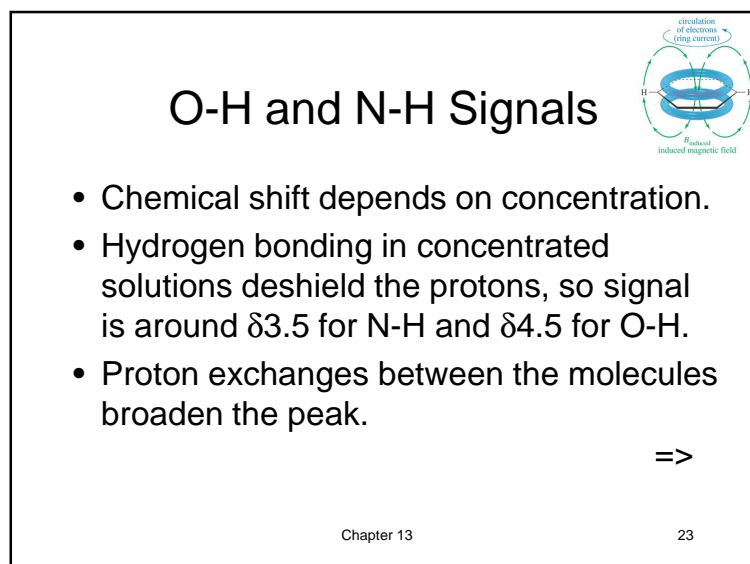 circulation
of electrons
(ring current)
O-H and N-H Signals
H
H
B induced
induced magnetic field
• Chemical shift depends on concentration.
• Hydrogen bonding in concentrated
solutions deshield the protons, so signal
is around δ3.5 for N-H and δ4.5 for O-H.
• Proton exchanges between the molecules
broaden the peak.
=>
Chapter 13
23